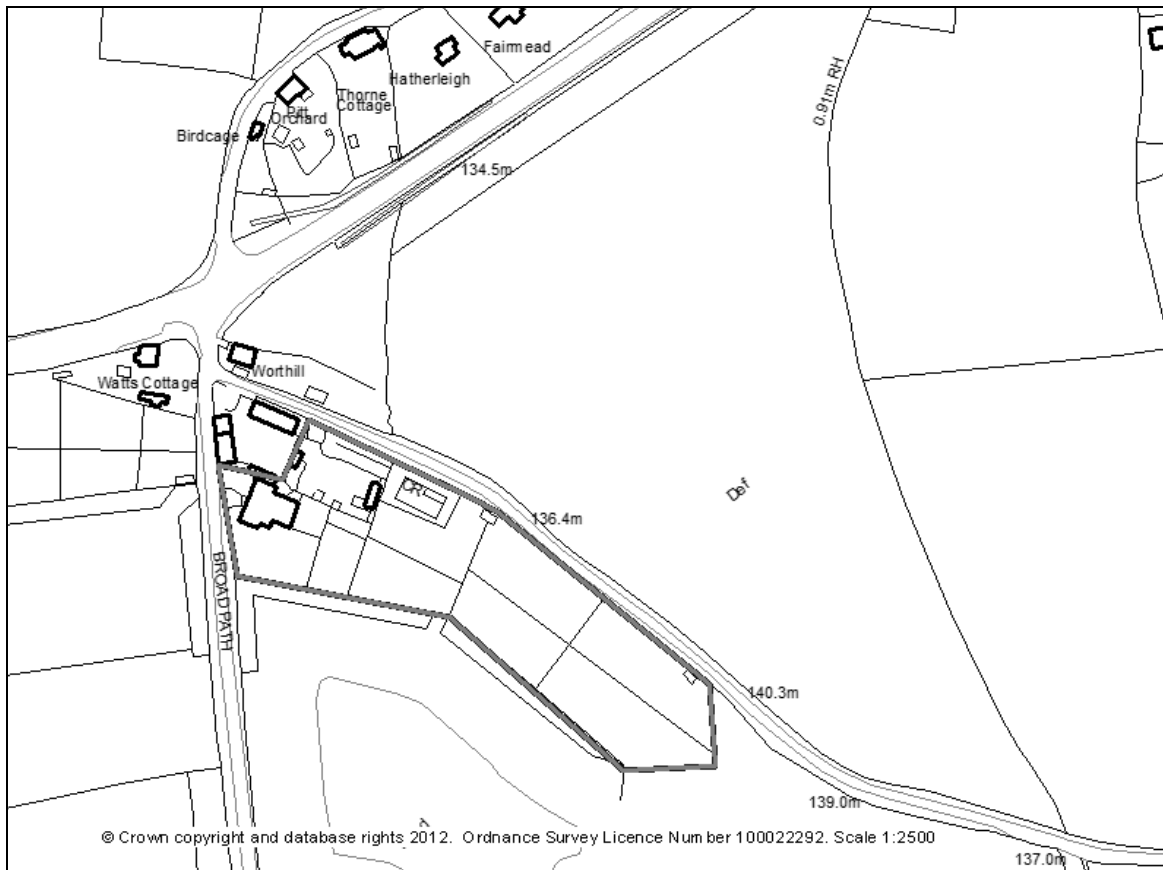 Fairmead
Hatherleigh
Thorne
Cottage
Pitt
Orchard
Birdcage
0.91m RH
134.5m
Worthill
Watts Cottage
Def
136.4m
BROAD PATH
140.3m
139.0m
© Crown copyright and database rights 2012. Ordnance Survey Licence Number 100022292. Scale 1:2500
137.0m